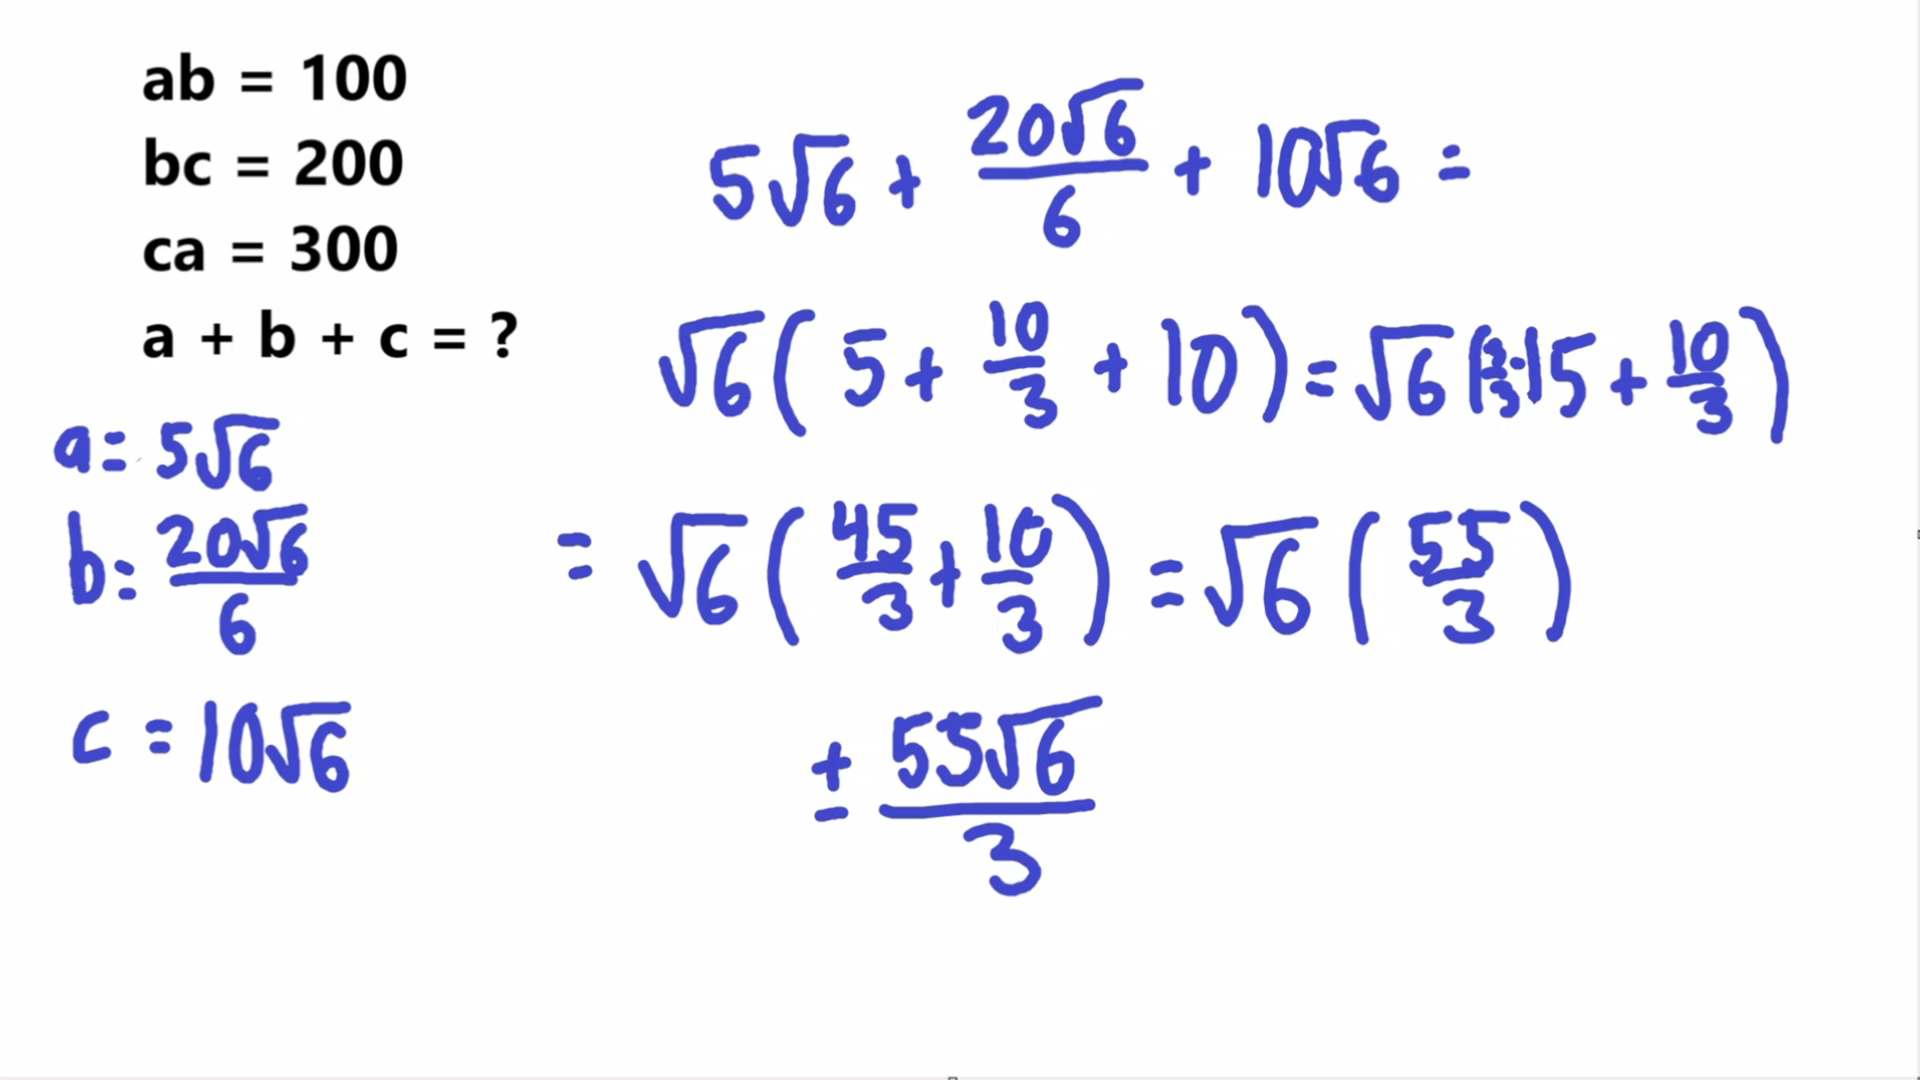 ab = 100
bc = 200
ca = 300
a + b + c = ?
a = 5√6
b = 20√6/6
c = 10√6
5√6 + 20√6/6 + 10√6 =
√6(5 + 10/3 + 10) = √6(3/3·15 + 10/3)
= √6(45/3 + 10/3) = √6(55/3)
± 55√6/3